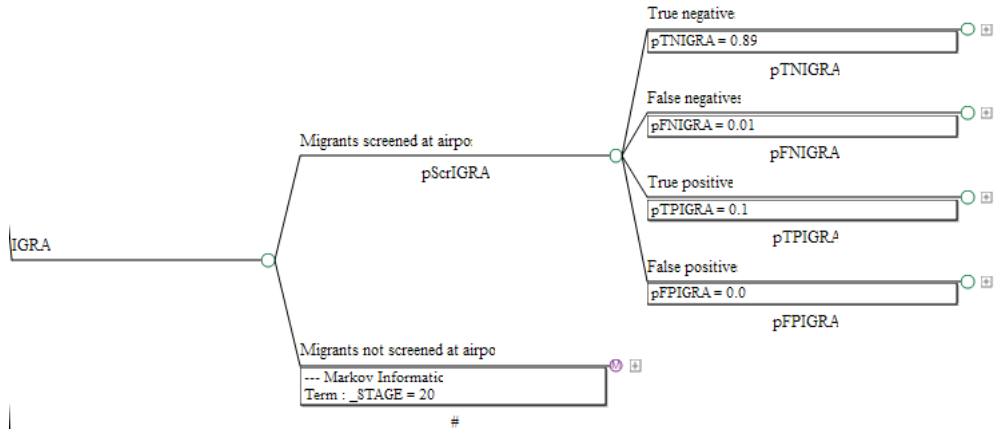 True negative
pTNIGRA = 0.89
pTNIGRA
False negatives
pFNIGRA = 0.01
pFNIGRA
Migrants screened at airpo
pScrIGRA
True positive
pTPIGRA = 0.1
pTPIGRA
IGRA
False positive
pFPIGRA = 0.0
pFPIGRA
Migrants not screened at airpo
M
--- Markov Informatic
Term : _STAGE = 20
#